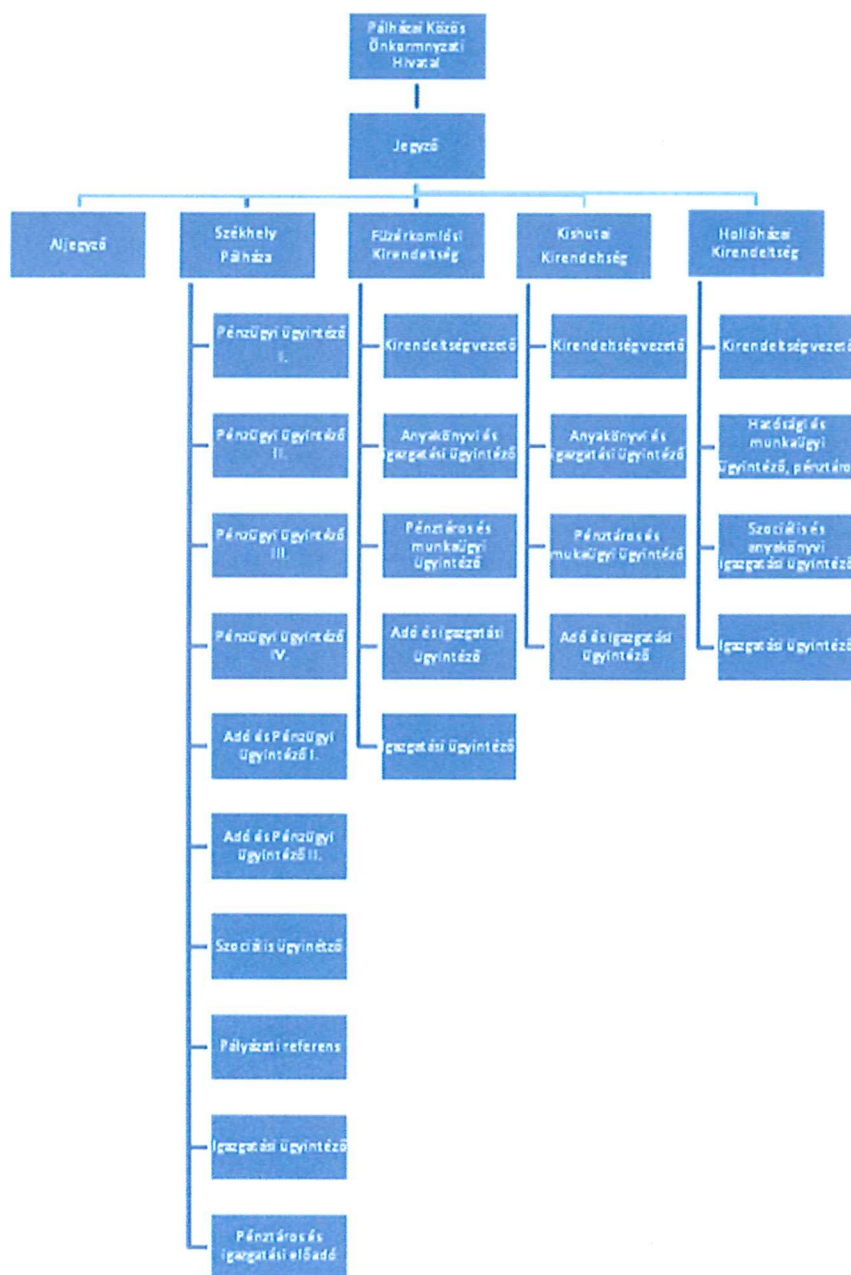 Pálházai Közös
Önkormnyzati
Hivatal
Jegyző
Aljegyző
Székhely
Pálháza
Füzérkomlósi
Kirendeltség
Kishutai
Kirendeltség
Hollóházai
Kirendeltség
Pénzügyi ügyintéző
I.
Pénzügyi ügyintéző
II.
Pénzügyi ügyintéző
III.
Pénzügyi ügyintéző
IV.
Adó és Pénzügyi
ügyintéző I.
Adó és Pénzügyi
ügyintéző II.
Szociális ügyinétző
Pályázati referens
Igazgatási ügyintéző
Pénztáros és
igazgatási előadó
Kirendeltségvezető
Anyakönyvi és
igazgatási ügyintéző
Pénztáros és
munkaügyi
ügyintéző
Adó és igazgatási
ügyintéző
Igazgatási ügyintéző
Kirendeltségvezető
Anyakönyvi és
igazgatási ügyintéző
Pénztáros és
mukaügyi ügyintéző
Adó és igazgatási
ügyintéző
Kirendeltségvezető
Hatósági és
munkaügyi
ügyintéző, pénztáros
Szociális és
anyakönyvi
igazgatási ügyintéző
Igazgatási ügyintéző